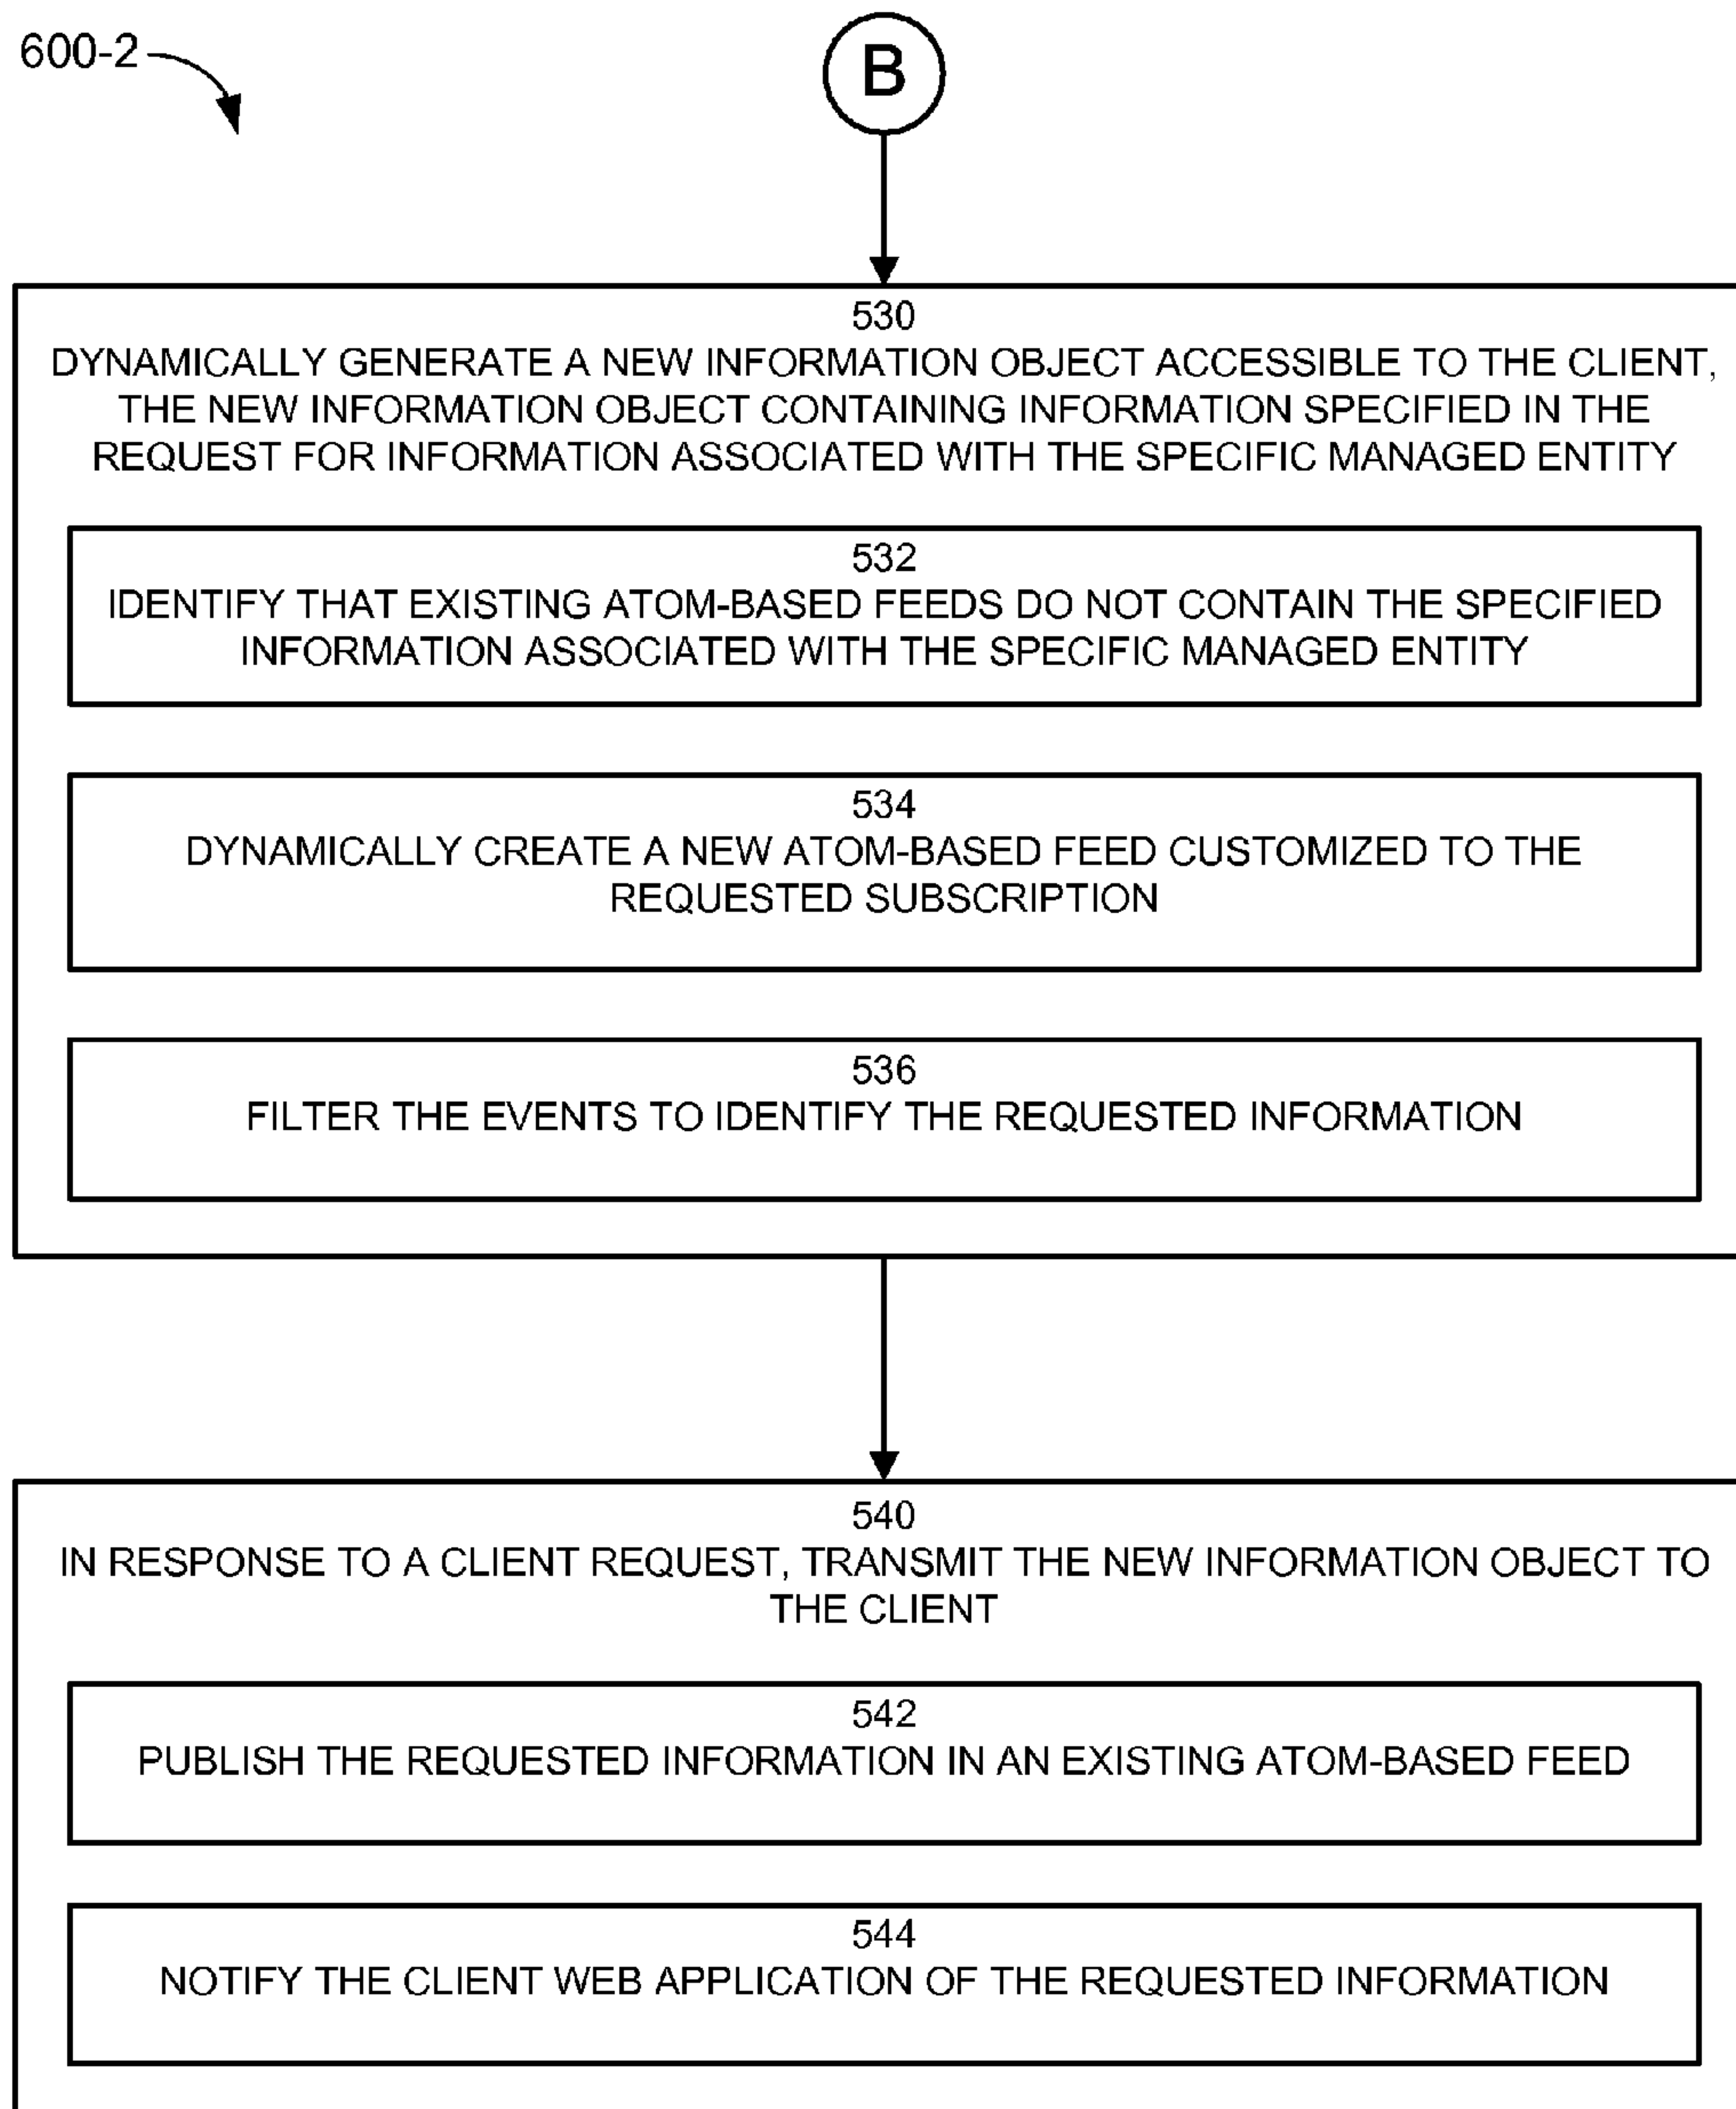 600-2
B
530
DYNAMICALLY GENERATE A NEW INFORMATION OBJECT ACCESSIBLE TO THE CLIENT,
THE NEW INFORMATION OBJECT CONTAINING INFORMATION SPECIFIED IN THE
REQUEST FOR INFORMATION ASSOCIATED WITH THE SPECIFIC MANAGED ENTITY
532
IDENTIFY THAT EXISTING ATOM-BASED FEEDS DO NOT CONTAIN THE SPECIFIED
INFORMATION ASSOCIATED WITH THE SPECIFIC MANAGED ENTITY
534
DYNAMICALLY CREATE A NEW ATOM-BASED FEED CUSTOMIZED TO THE
REQUESTED SUBSCRIPTION
536
FILTER THE EVENTS TO IDENTIFY THE REQUESTED INFORMATION
540
IN RESPONSE TO A CLIENT REQUEST, TRANSMIT THE NEW INFORMATION OBJECT TO
THE CLIENT
542
PUBLISH THE REQUESTED INFORMATION IN AN EXISTING ATOM-BASED FEED
544
NOTIFY THE CLIENT WEB APPLICATION OF THE REQUESTED INFORMATION